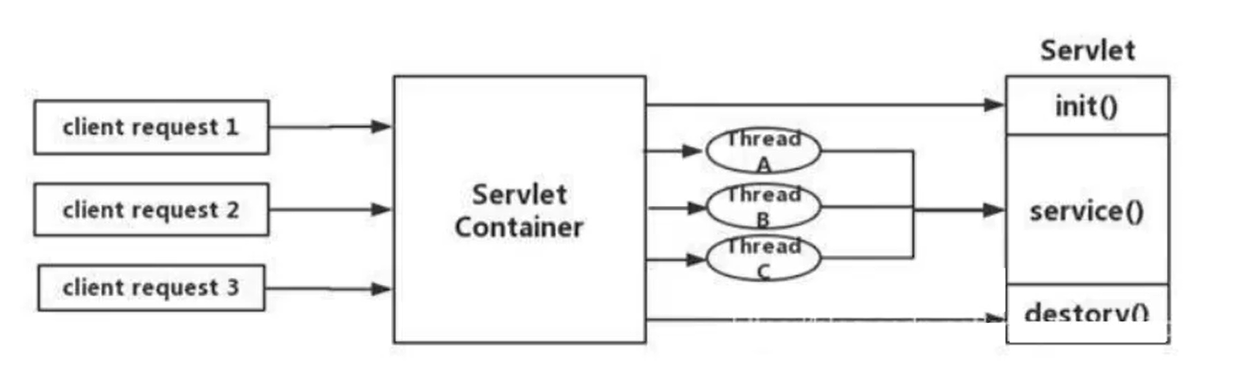 Servlet
client request 1
client request 2
client request 3
Servlet
Container
Thread
A
Thread
B
Thread
C
init()
service()
destory()